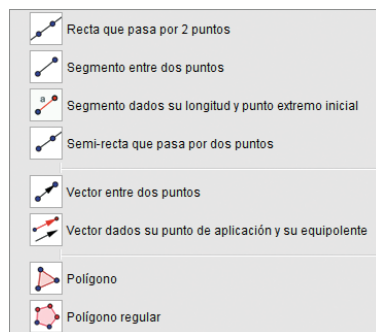 Recta que pasa por 2 puntos
Segmento entre dos puntos
a
Segmento dados su longitud y punto extremo inicial
Semi-recta que pasa por dos puntos
Vector entre dos puntos
Vector dados su punto de aplicación y su equipolente
Polígono
Polígono regular